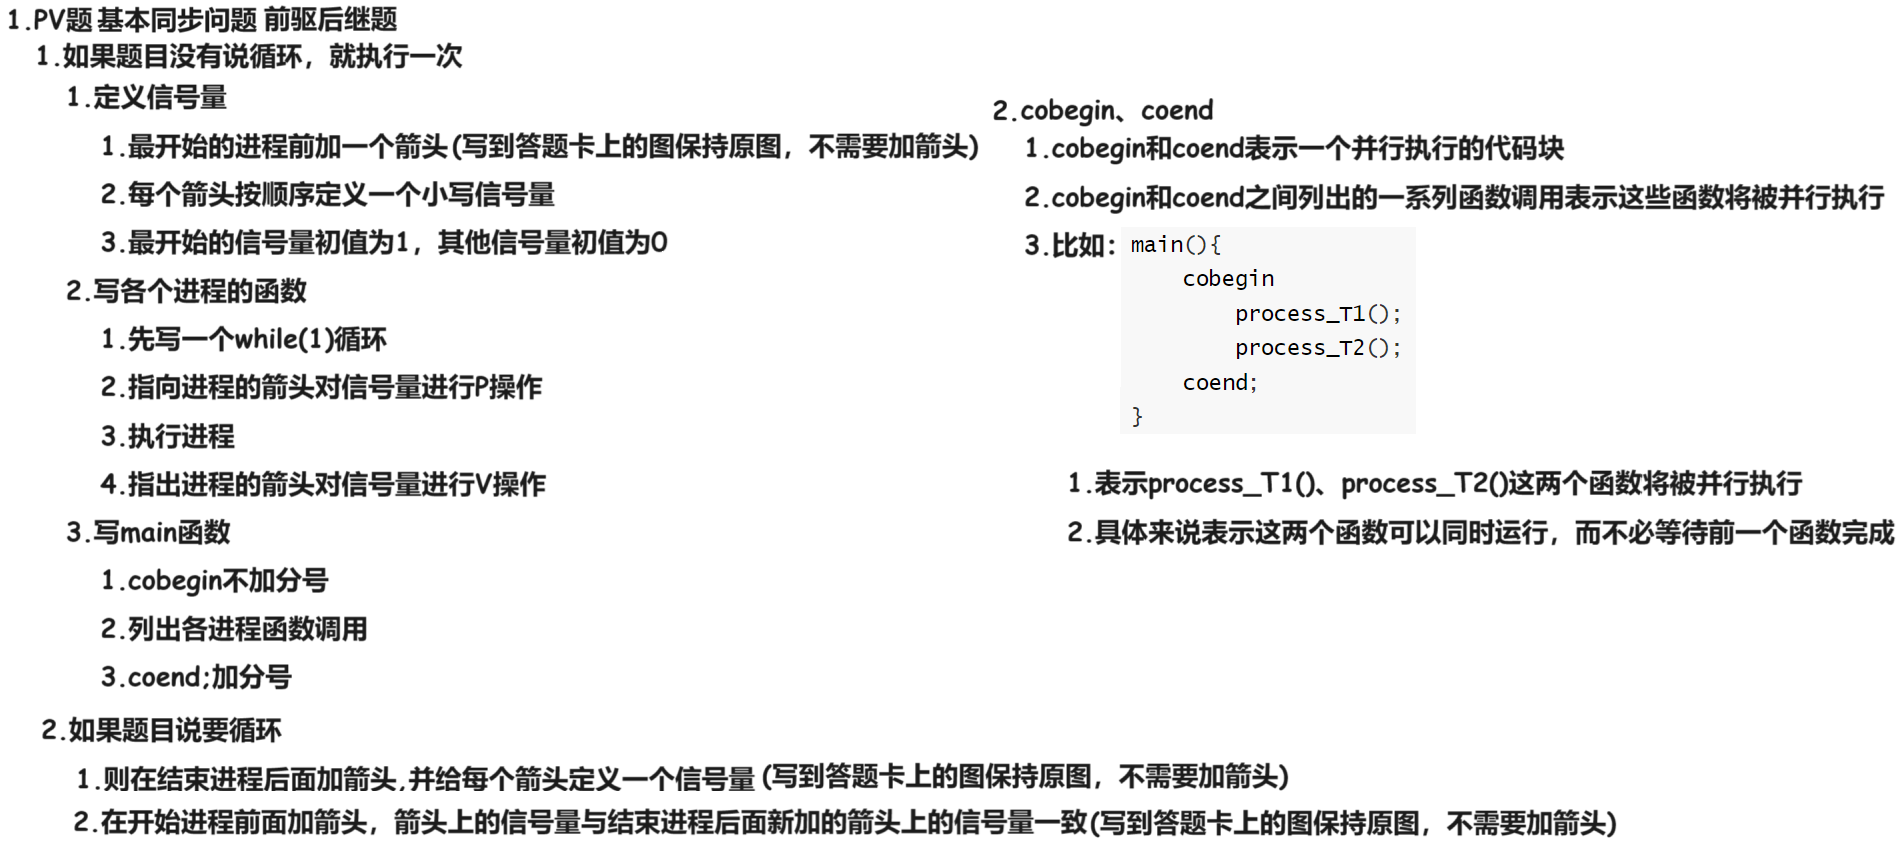 1.PV题 基本同步问题 前驱后继题
1.如果题目没有说循环，就执行一次
1.定义信号量
1.最开始的进程前加一个箭头(写到答题卡上的图保持原图，不需要加箭头)
2.每个箭头按顺序定义一个小写信号量
3.最开始的信号量初值为1，其他信号量初值为0
2.写各个进程的函数
1.先写一个while(1)循环
2.指向进程的箭头对信号量进行P操作
3.执行进程
4.指出进程的箭头对信号量进行V操作
3.写main函数
1.cobegin不加分号
2.列出各进程函数调用
3.coend;加分号
2.如果题目说要循环
1.则在结束进程后面加箭头,并给每个箭头定义一个信号量(写到答题卡上的图保持原图，不需要加箭头)
2.在开始进程前面加箭头，箭头上的信号量与结束进程后面新加的箭头上的信号量一致(写到答题卡上的图保持原图，不需要加箭头)
2.cobegin、coend
1.cobegin和coend表示一个并行执行的代码块
2.cobegin和coend之间列出的一系列函数调用表示这些函数将被并行执行
3.比如：
main(){
cobegin
process_T1();
process_T2();
coend;
}
1.表示process_T1()、process_T2()这两个函数将被并行执行
2.具体来说表示这两个函数可以同时运行，而不必等待前一个函数完成